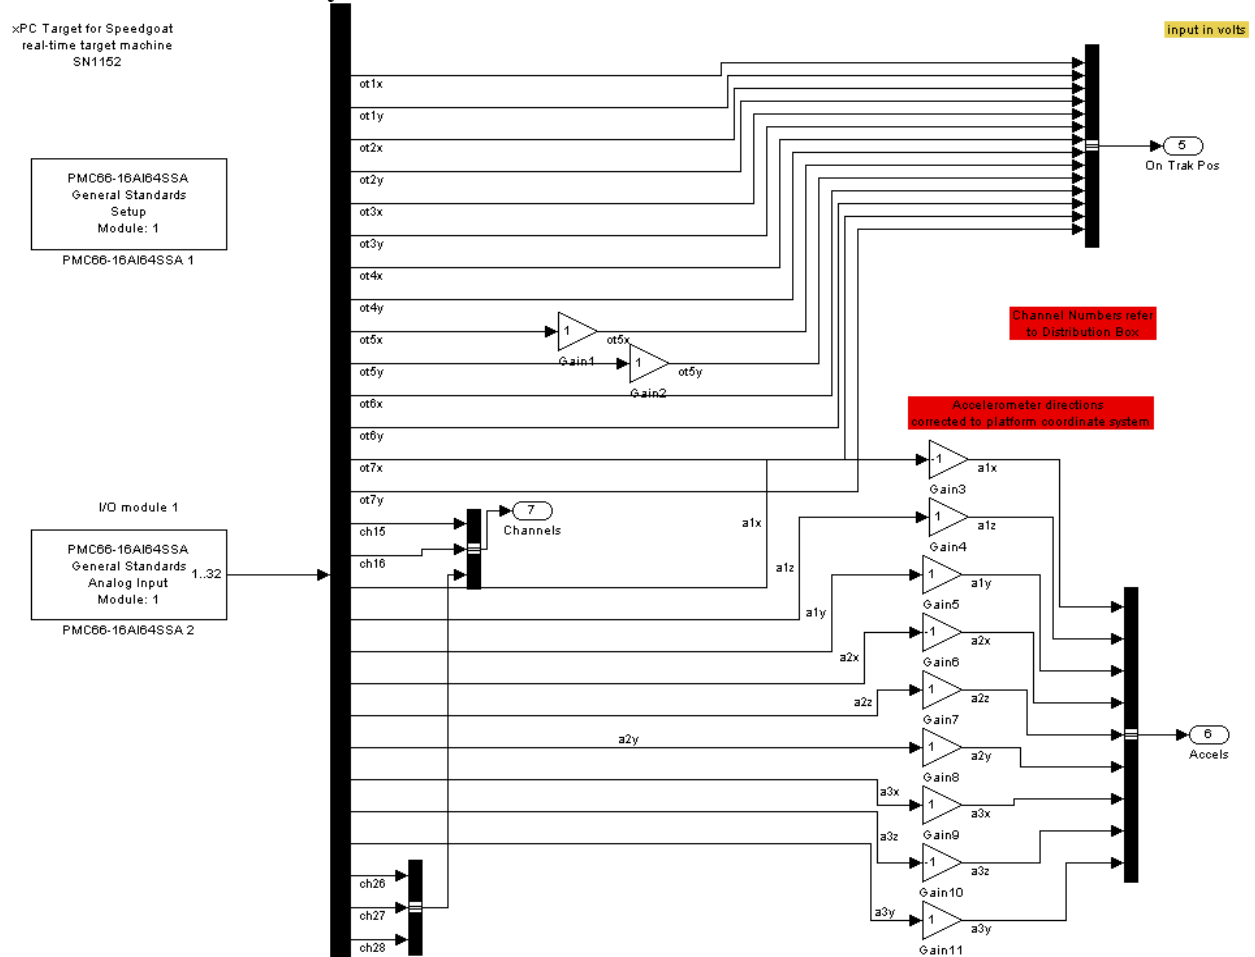 xPC Target for Speedgoat
real-time target machine
SN1152
input in volts
ot1x
ot1y
ot2x
ot2y
ot3x
ot3y
ot4x
ot4y
ot5x
ot5y
ot6x
ot6y
ot7x
ot7y
ch15
ch16
ch26
ch27
ch28
5
On Trak Pos
PMC66-16AI64SSA
General Standards
Setup
Module: 1
PMC66-16AI64SSA 1
Channel Numbers refer
to Distribution Box
1
Gain1
ot5x
1
Gain2
ot5y
Accelerometer directions
corrected to platform coordinate system
I/O module 1
PMC66-16AI64SSA
General Standards
Analog Input
Module: 1
1..32
PMC66-16AI64SSA 2
7
Channels
a1x
a1z
a1y
a2x
a2z
a2y
a3x
a3z
a3y
-1
Gain3
a1x
1
Gain4
a1z
1
Gain5
a1y
-1
Gain6
a2x
1
Gain7
a2z
1
Gain8
a2y
1
Gain9
a3x
-1
Gain10
a3z
1
Gain11
a3y
6
Accels